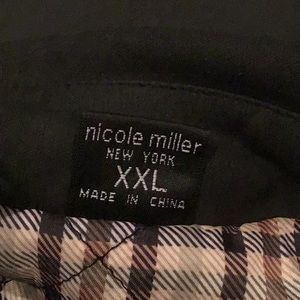 nicole miller
NEW YORK
XXL
MADE IN CHINA